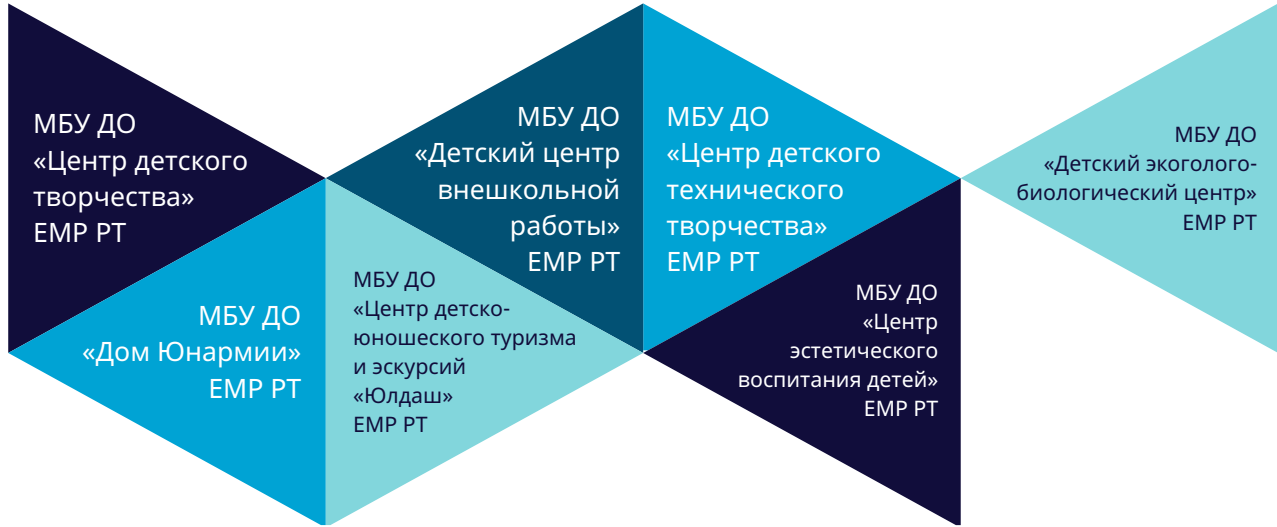 МБУ ДО
«Центр детского
творчества»
ЕМР РТ
МБУ ДО
«Дом Юнармии»
ЕМР РТ
МБУ ДО
«Центр детско-
юношеского туризма
и эскурсий
«Юлдаш»
ЕМР РТ
МБУ ДО
«Детский центр
внешкольной
работы»
ЕМР РТ
МБУ ДО
«Центр детского
технического
творчества»
ЕМР РТ
МБУ ДО
«Центр
эстетического
воспитания детей»
ЕМР РТ
МБУ ДО
«Детский экоголого-
биологический центр»
ЕМР РТ